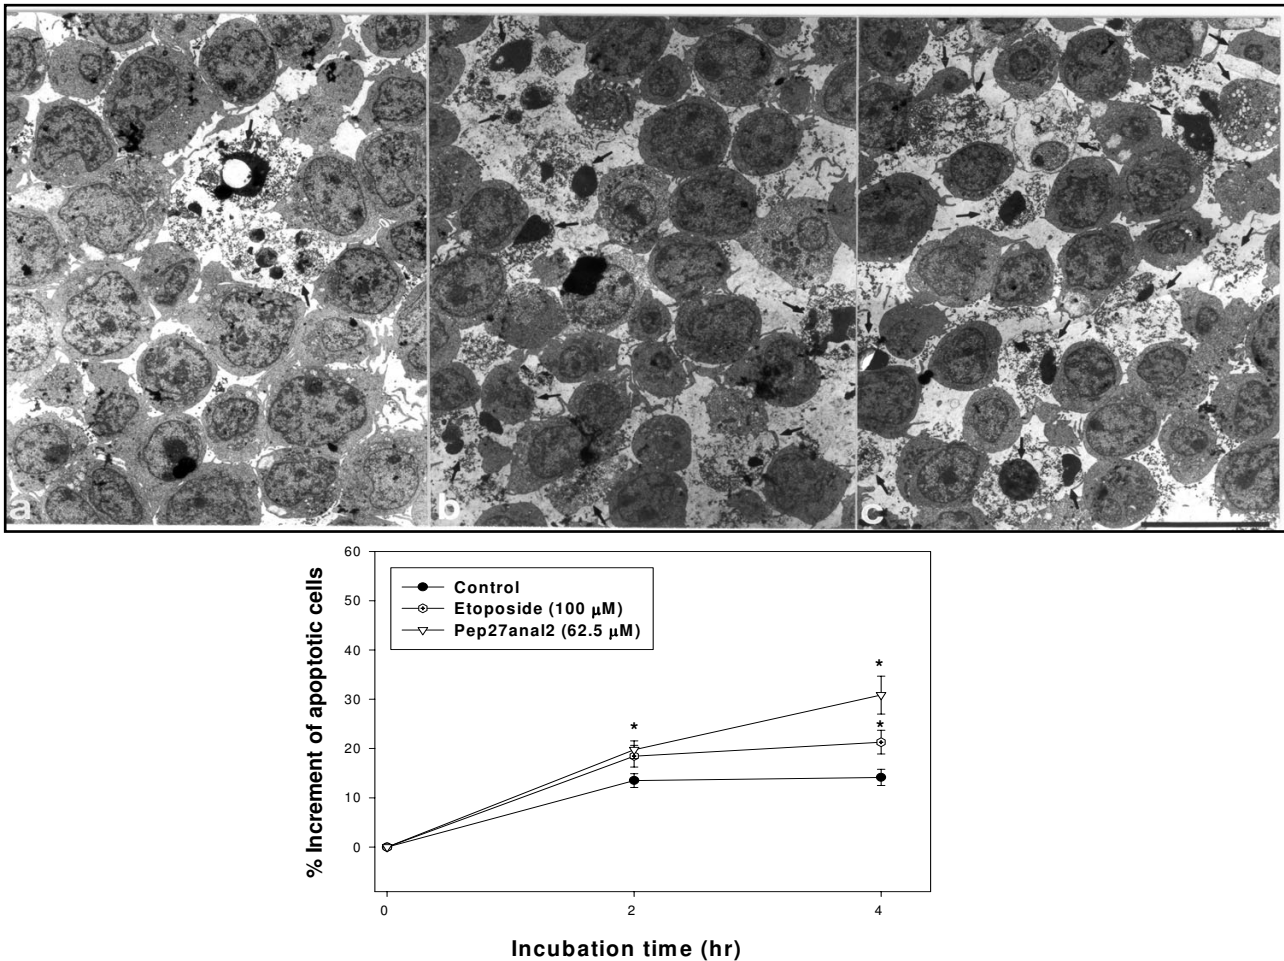 a
b
c
60
50
40
30
20
10
0
% Increment of apoptotic cells
Control
Etoposide (100 μM)
Pep27anal2 (62.5 μM)
*
*
*
0
2
4
Incubation time (hr)